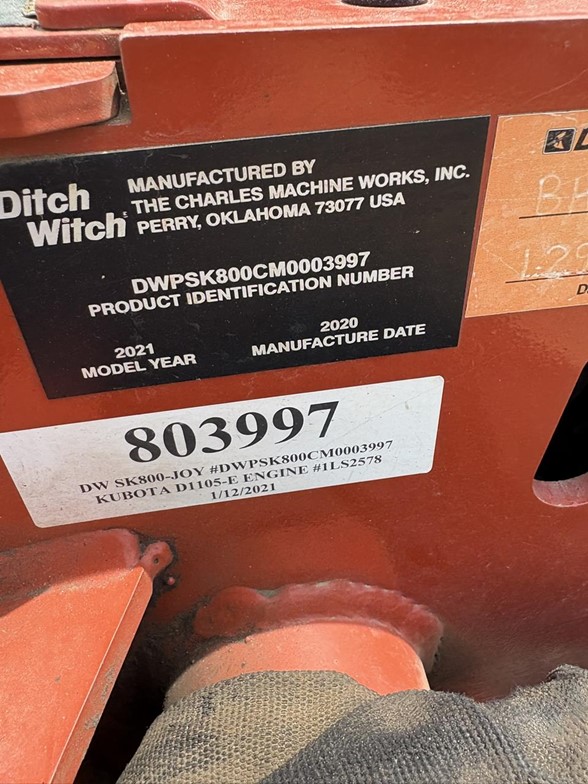 Ditch
Witch
MANUFACTURED BY
THE CHARLES MACHINE WORKS, INC.
PERRY, OKLAHOMA 73077 USA
DWPSK800CM0003997
PRODUCT IDENTIFICATION NUMBER
2021
MODEL YEAR
2020
MANUFACTURE DATE
803997
DW SK800-JOY #DWPSK800CM0003997
KUBOTA D1105-E ENGINE #1LS2578
1/12/2021